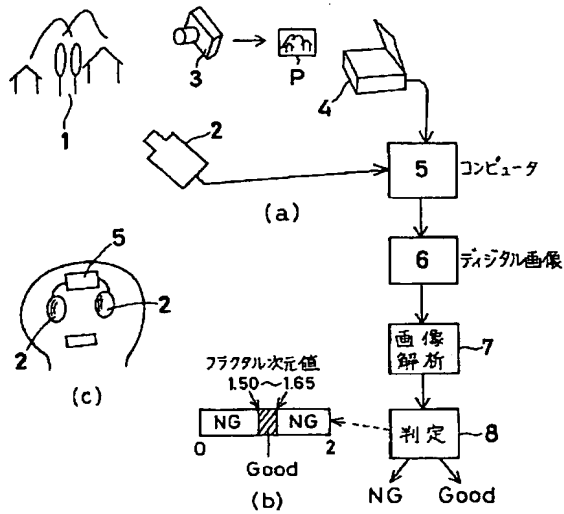 1
3
P
4
2
(a)
5
コンピュータ
6
ディジタル画像
画像
解析
7
判定
8
NG
Good
5
2
2
(c)
フラクタル次元値
1.50～1.65
NG
NG
0
2
Good
(b)